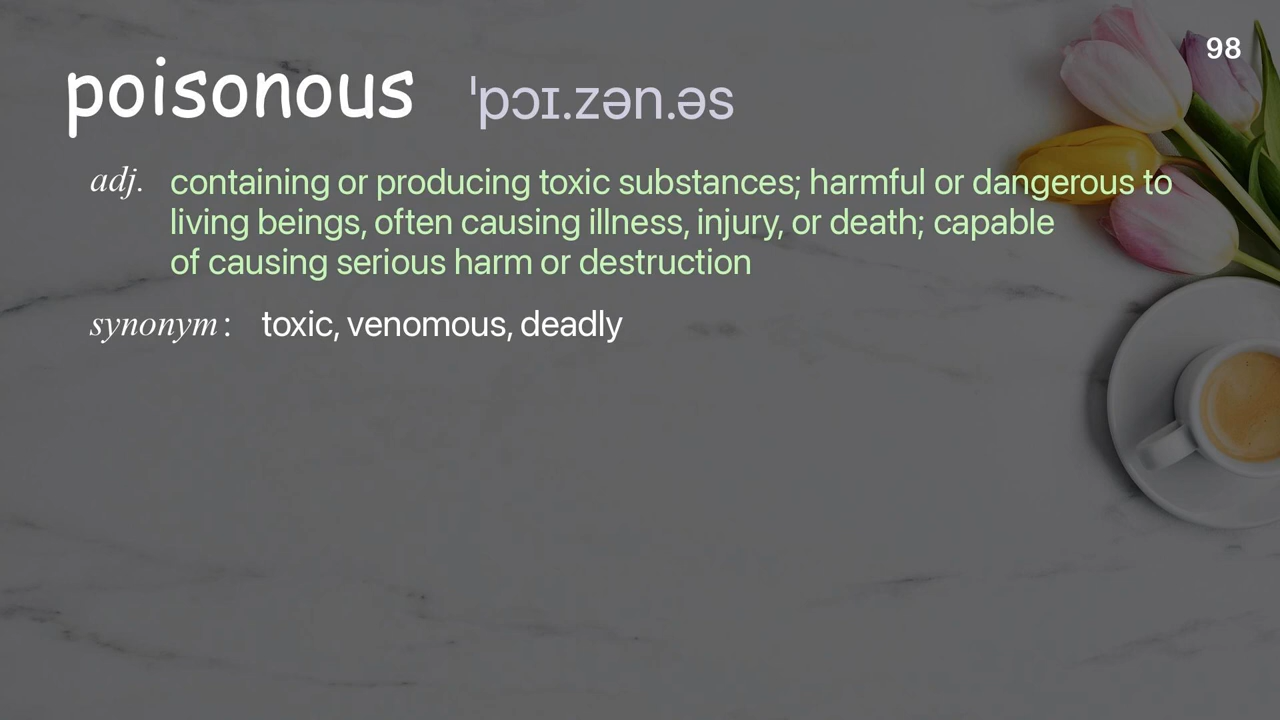 98
poisonous ˈpɔɪ.zən.əs
adj. containing or producing toxic substances; harmful or dangerous to
living beings, often causing illness, injury, or death; capable
of causing serious harm or destruction
synonym: toxic, venomous, deadly